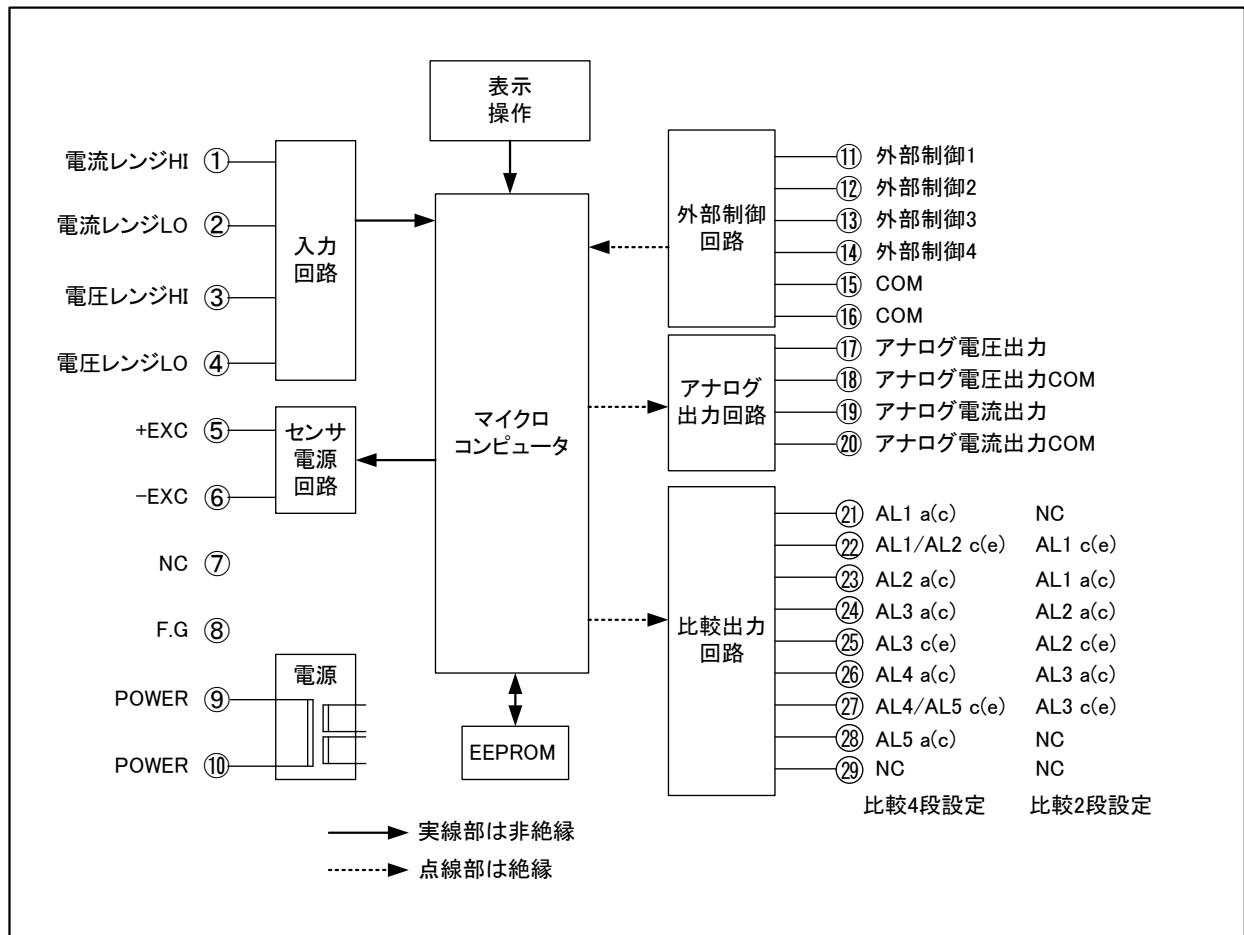 表示
操作
電流レンジHI ①
電流レンジLO ②
電圧レンジHI ③
電圧レンジLO ④
入力
回路
+EXC ⑤
-EXC ⑥
センサ
電源
回路
NC ⑦
F.G ⑧
POWER ⑨
POWER ⑩
電源
マイクロ
コンピュータ
EEPROM
外部制御
回路
⑪ 外部制御1
⑫ 外部制御2
⑬ 外部制御3
⑭ 外部制御4
⑮ COM
⑯ COM
アナログ
出力回路
⑰ アナログ電圧出力
⑱ アナログ電圧出力COM
⑲ アナログ電流出力
⑳ アナログ電流出力COM
比較出力
回路
㉑ AL1 a(c) NC
㉒ AL1/AL2 c(e) AL1 c(e)
㉓ AL2 a(c) AL1 a(c)
㉔ AL3 a(c) AL2 a(c)
㉕ AL3 c(e) AL2 c(e)
㉖ AL4 a(c) AL3 a(c)
㉗ AL4/AL5 c(e) AL3 c(e)
㉘ AL5 a(c) NC
㉙ NC NC
比較4段設定 比較2段設定
実線部は非絶縁
点線部は絶縁